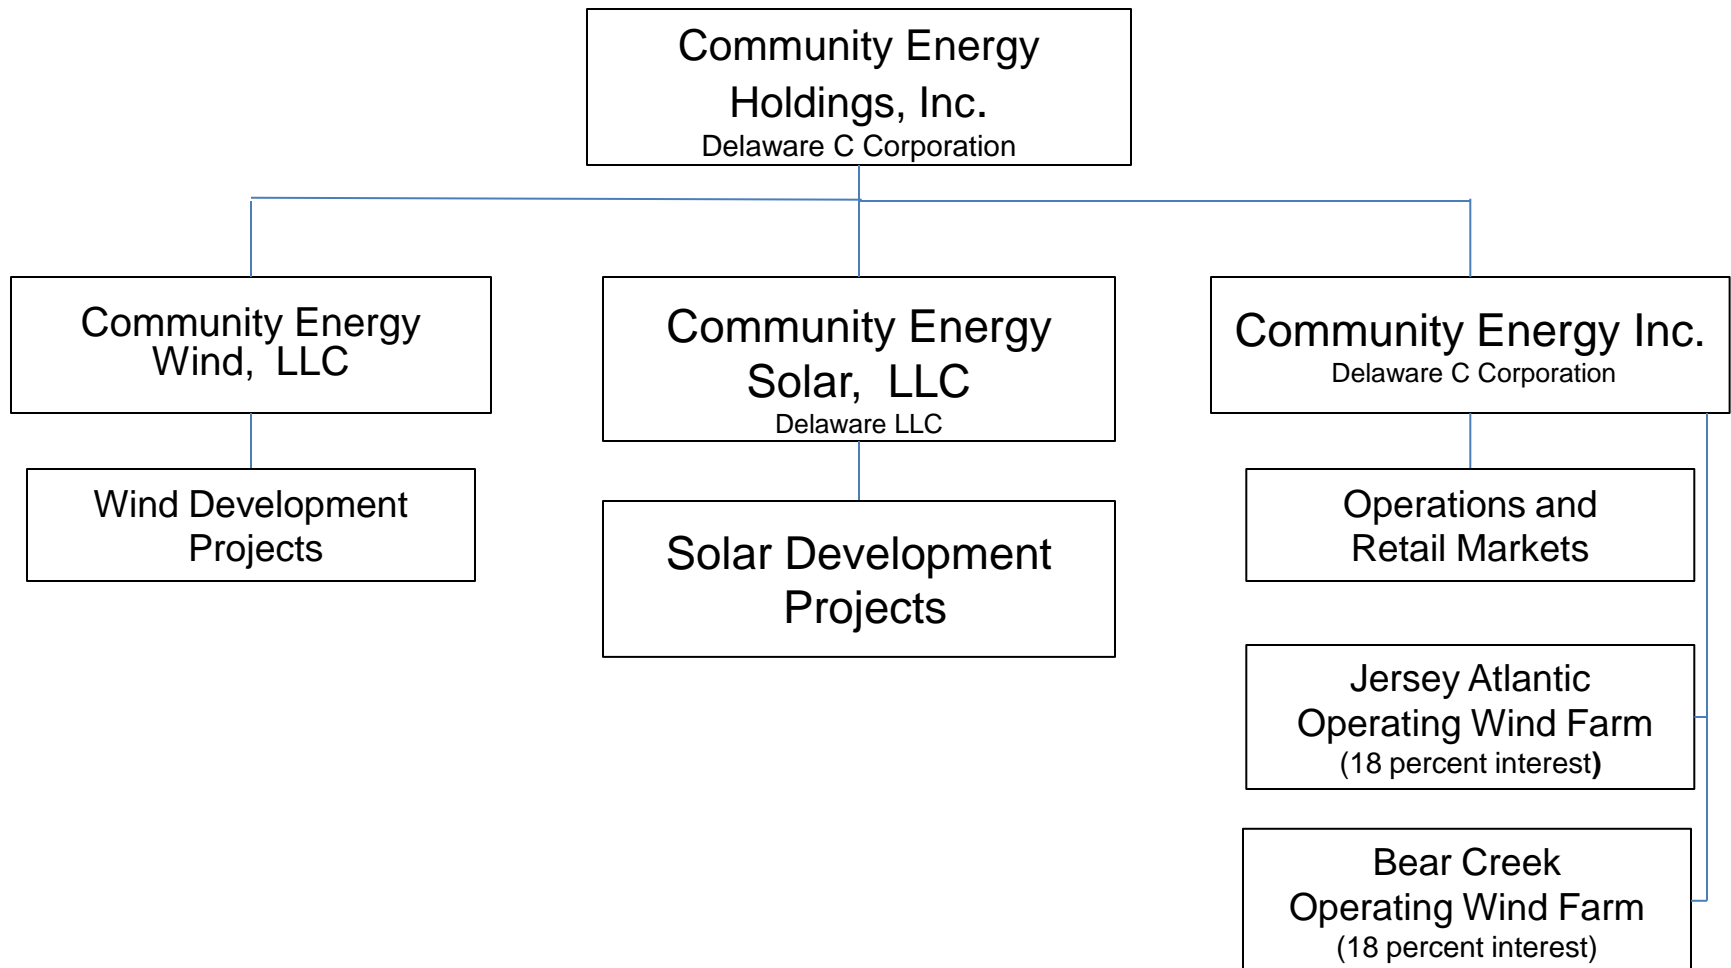 Community Energy
Holdings, Inc.
Delaware C Corporation
Community Energy
Wind, LLC
Community Energy
Solar, LLC
Delaware LLC
Community Energy Inc.
Delaware C Corporation
Wind Development
Projects
Solar Development
Projects
Operations and
Retail Markets
Jersey Atlantic
Operating Wind Farm
(18 percent interest)
Bear Creek
Operating Wind Farm
(18 percent interest)